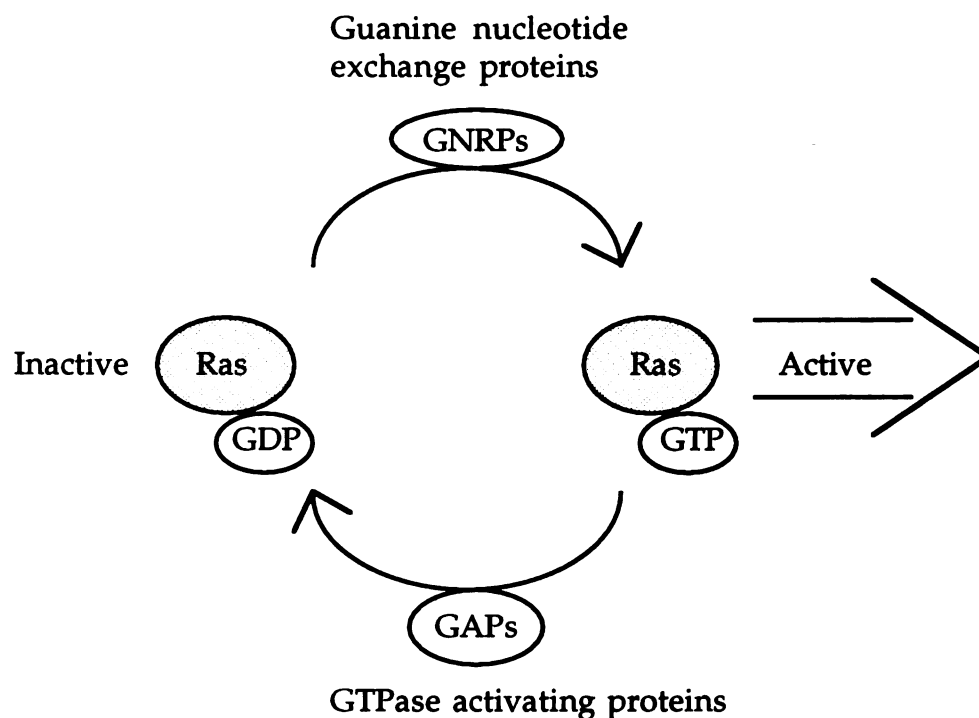 Guanine nucleotide
exchange proteins
GNRPs
Inactive
Ras
Ras
Active
GDP
GTP
GAPs
GTPase activating proteins